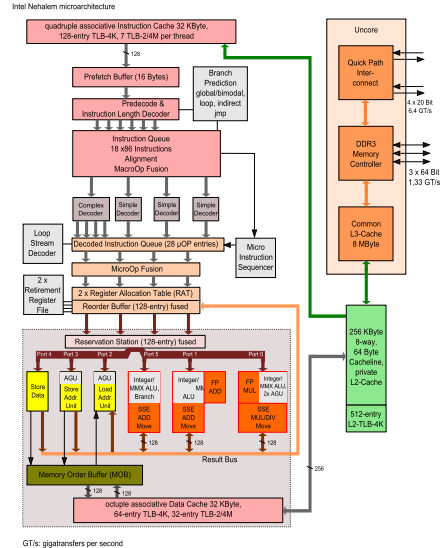 Intel Nehalem microarchitecture
quadruple associative Instruction Cache 32 KByte,
128-entry TLB-4K, 7 TLB-2/4M per thread
128
Prefetch Buffer (16 Bytes)
Branch
Prediction
global/bimodal,
loop, indirect
jmp
Predecode &
Instruction Length Decoder
Instruction Queue
18 x86 Instructions
Alignment
MacroOp Fusion
Complex
Decoder
Simple
Decoder
Simple
Decoder
Simple
Decoder
Loop
Stream
Decoder
Decoded Instruction Queue (28 µOP entries)
Micro
Instruction
Sequencer
MicroOp Fusion
2 x
Retirement
Register
File
2 x Register Allocation Table (RAT)
Reorder Buffer (128-entry) fused
Reservation Station (128-entry) fused
Port 4
Port 3
Port 2
Port 5
Port 1
Port 0
Store
Data
AGU
Store
Addr.
Unit
AGU
Load
Addr.
Unit
Integer/
MMX ALU,
Branch
SSE
ADD
Move
Integer/
MMX
ALU
FP
ADD
SSE
ADD
Move
FP
MUL
Integer/
MMX ALU,
2x AGU
SSE
MUL/DIV
Move
128
128
128
Result Bus
Memory Order Buffer (MOB)
128
128
256
octuple associative Data Cache 32 KByte,
64-entry TLB-4K, 32-entry TLB-2/4M
Uncore
Quick Path
Inter-
connect
4 x 20 Bit
6,4 GT/s
DDR3
Memory
Controller
3 x 64 Bit
1,33 GT/s
Common
L3-Cache
8 MByte
256 KByte
8-way,
64 Byte
Cacheline,
private
L2-Cache
512-entry
L2-TLB-4K
GT/s: gigatransfers per second